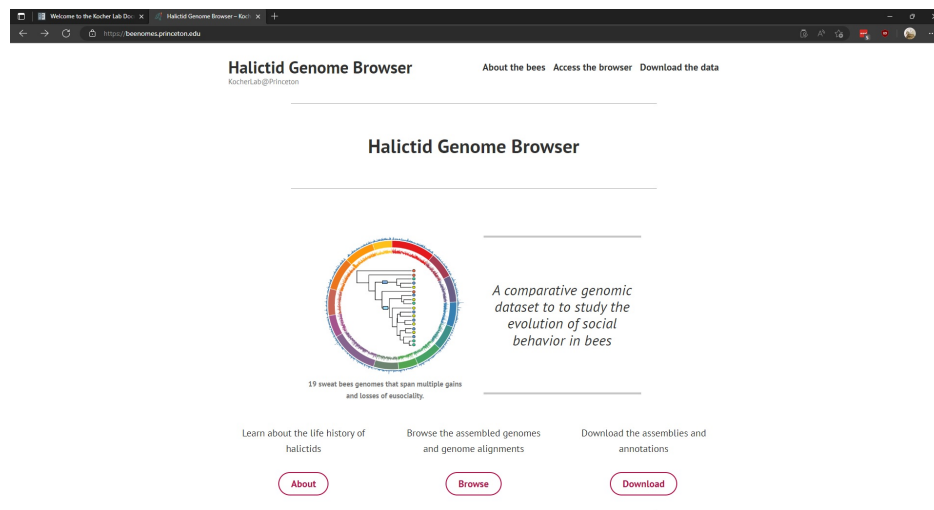 Welcome to the Kocher Lab Doc
Halictid Genome Browser – Koch
https://beenomes.princeton.edu
Halictid Genome Browser
KocherLab@Princeton
About the bees Access the browser Download the data
Halictid Genome Browser
A comparative genomic
dataset to to study the
evolution of social
behavior in bees
19 sweat bees genomes that span multiple gains
and losses of eusociality.
Learn about the life history of
halictids
About
Browse the assembled genomes
and genome alignments
Browse
Download the assemblies and
annotations
Download